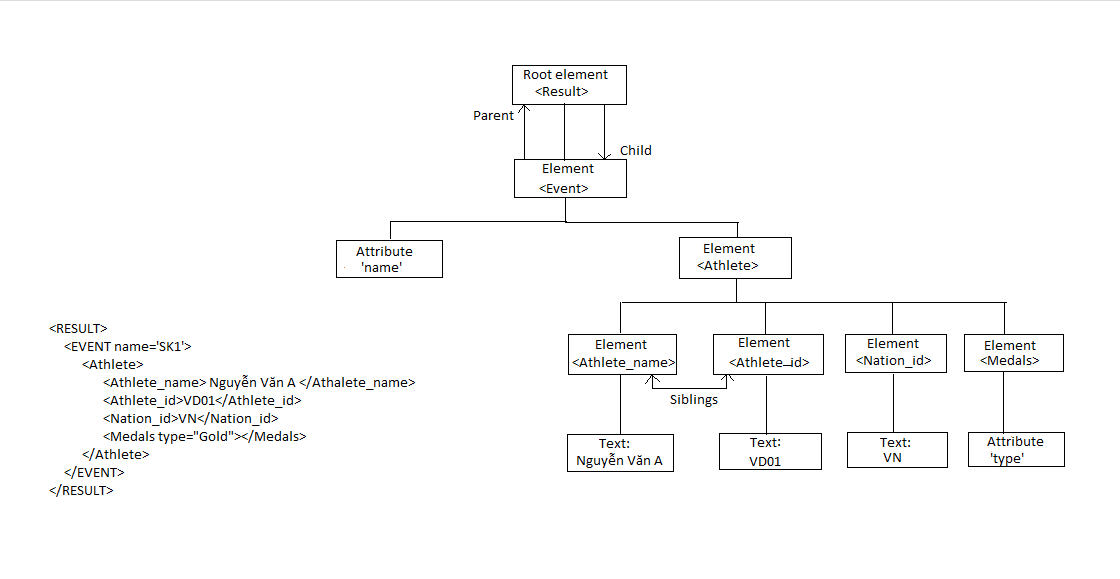 Root element
<Result>
Parent
Child
Element
<Event>
Attribute
'name'
Element
<Athlete>
Element
<Athlete_name>
Element
<Athlete_id>
Element
<Nation_id>
Element
<Medals>
Siblings
Text:
Nguyễn Văn A
Text:
VD01
Text:
VN
Attribute
'type'
<RESULT>
<EVENT name='SK1'>
<Athlete>
<Athlete_name> Nguyễn Văn A </Athalete_name>
<Athlete_id>VD01</Athlete_id>
<Nation_id>VN</Nation_id>
<Medals type="Gold"></Medals>
</Athlete>
</EVENT>
</RESULT>